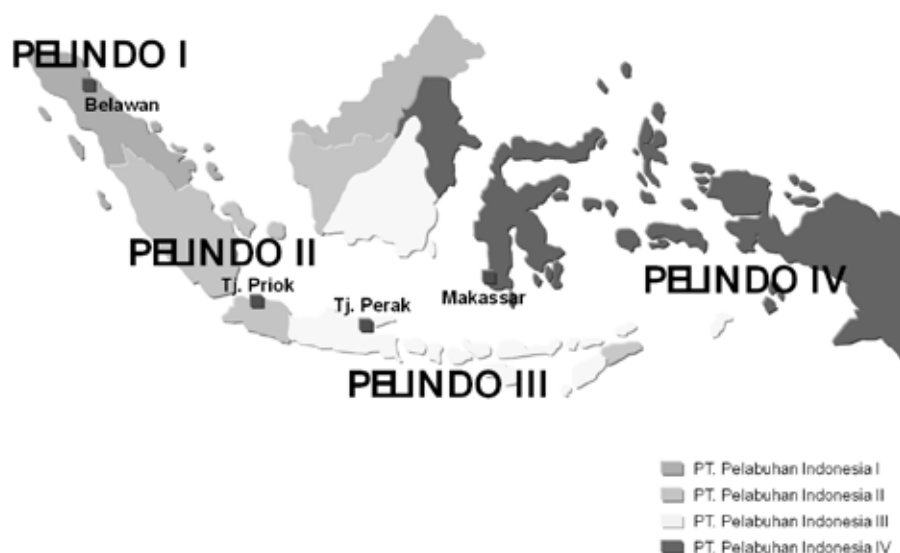 PELINDO I
Belawan
PELINDO II
Tj. Priok
Tj. Perak
Makassar
PELINDO IV
PELINDO III
PT. Pelabuhan Indonesia I
PT. Pelabuhan Indonesia II
PT. Pelabuhan Indonesia III
PT. Pelabuhan Indonesia IV